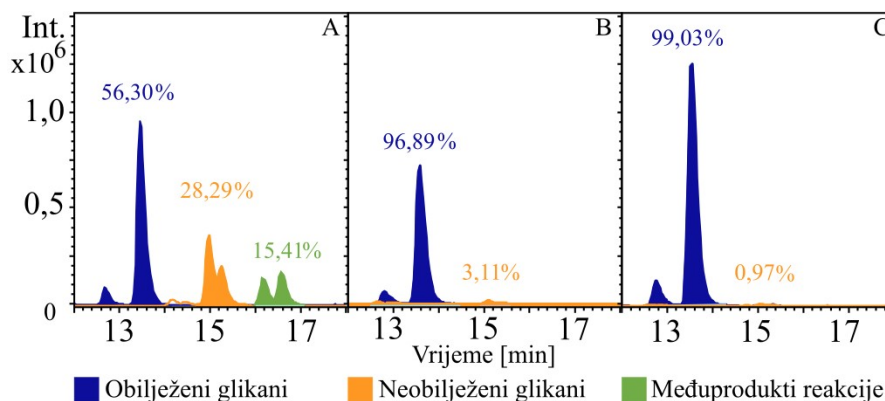 Int.
x10⁶
1,0
0,5
0
A
56,30%
28,29%
15,41%
13 15 17
B
96,89%
3,11%
13 15 17
C
99,03%
0,97%
13 15 17
Vrijeme [min]
Obilježeni glikani
Neobilježeni glikani
Međuprodukti reakcije